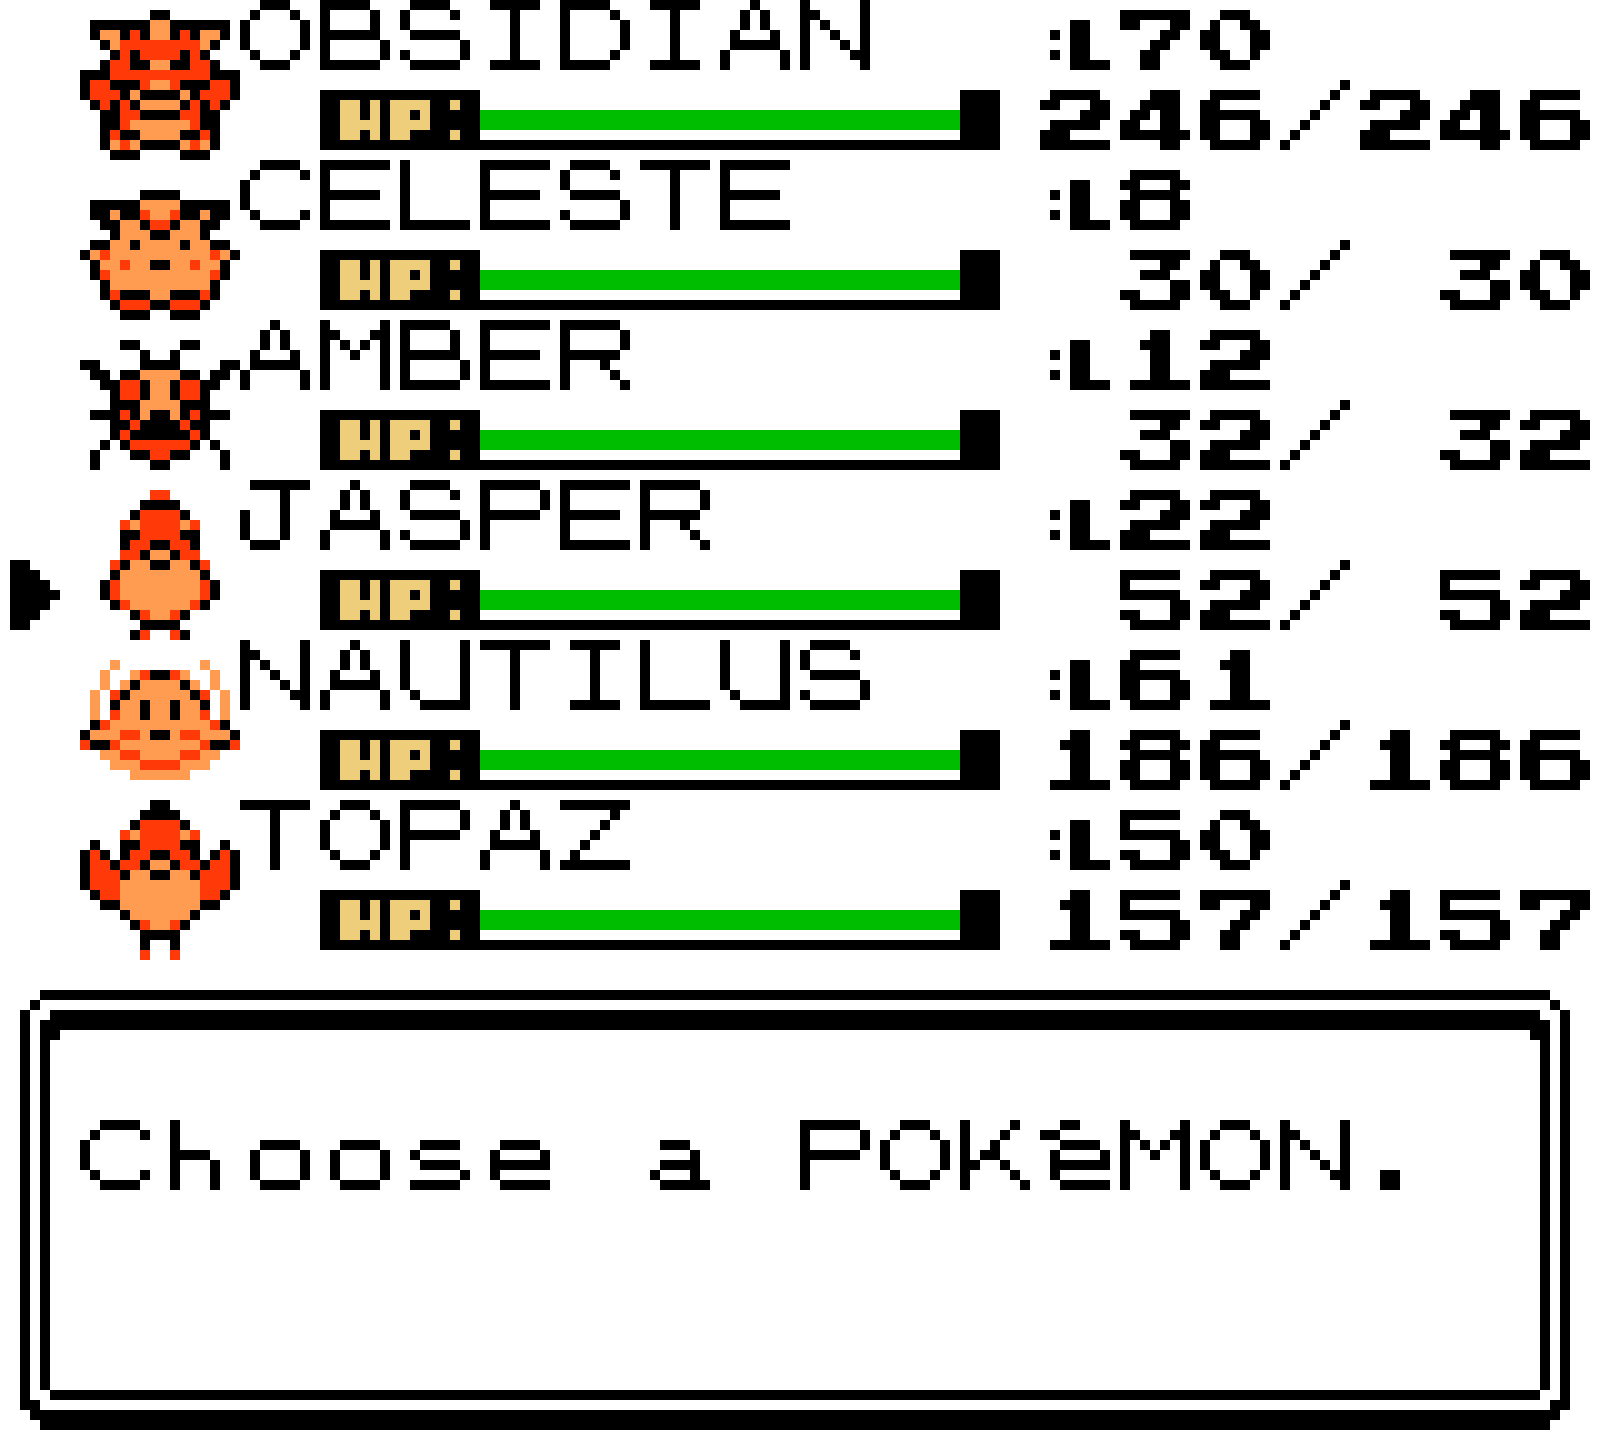 OBSIDIAN :L70
HP: 246/246
CELESTE :L8
HP: 30/ 30
AMBER :L12
HP: 32/ 32
JASPER :L22
HP: 52/ 52
NAUTILUS :L61
HP: 186/186
TOPAZ :L50
HP: 157/157
Choose a POKéMON.